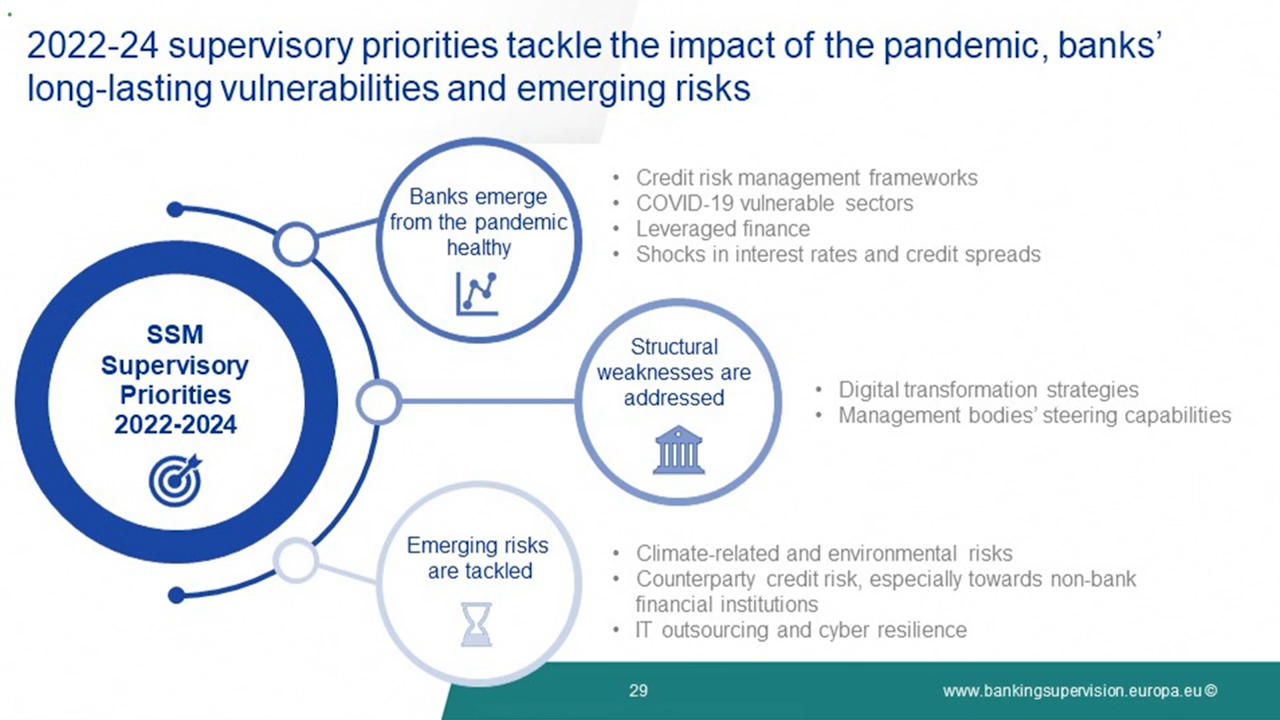 2022-24 supervisory priorities tackle the impact of the pandemic, banks’
long-lasting vulnerabilities and emerging risks
SSM
Supervisory
Priorities
2022-2024
Banks emerge
from the pandemic
healthy
• Credit risk management frameworks
• COVID-19 vulnerable sectors
• Leveraged finance
• Shocks in interest rates and credit spreads
Structural
weaknesses are
addressed
• Digital transformation strategies
• Management bodies’ steering capabilities
Emerging risks
are tackled
• Climate-related and environmental risks
• Counterparty credit risk, especially towards non-bank
financial institutions
• IT outsourcing and cyber resilience
29
www.bankingsupervision.europa.eu ©